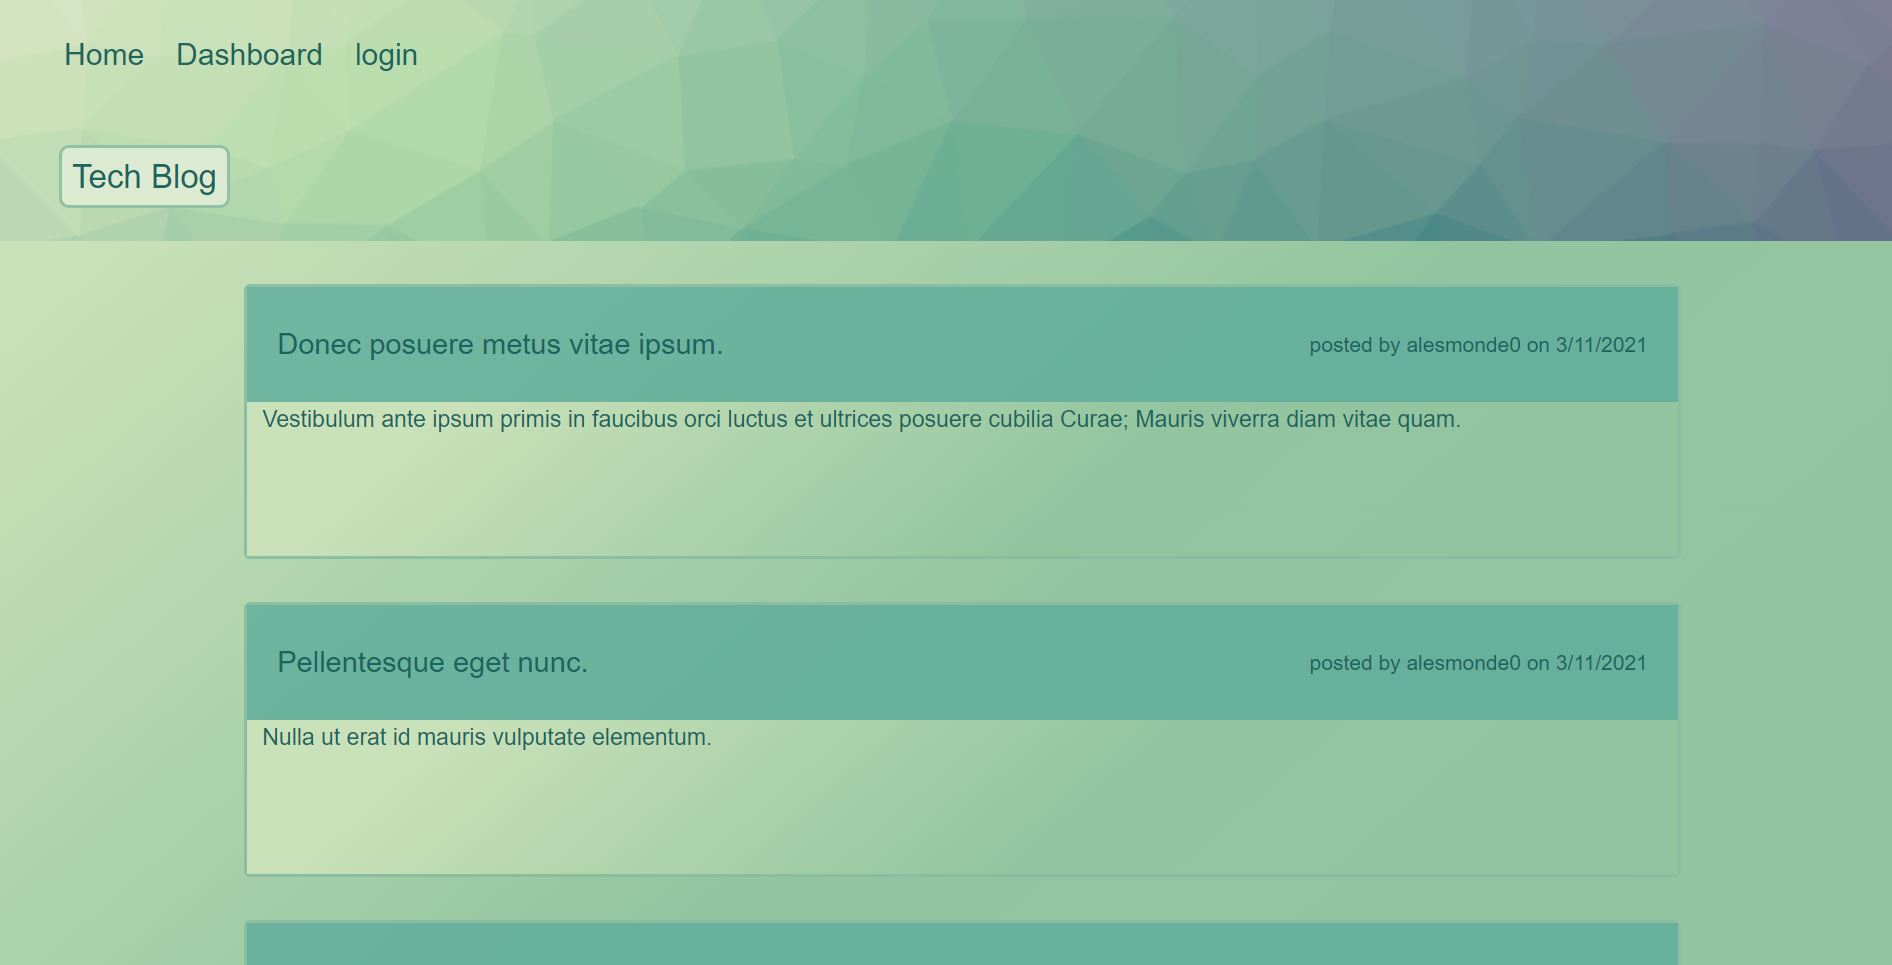 Home Dashboard login
Tech Blog
Donec posuere metus vitae ipsum. posted by alesmonde0 on 3/11/2021
Vestibulum ante ipsum primis in faucibus orci luctus et ultrices posuere cubilia Curae; Mauris viverra diam vitae quam.
Pellentesque eget nunc. posted by alesmonde0 on 3/11/2021
Nulla ut erat id mauris vulputate elementum.